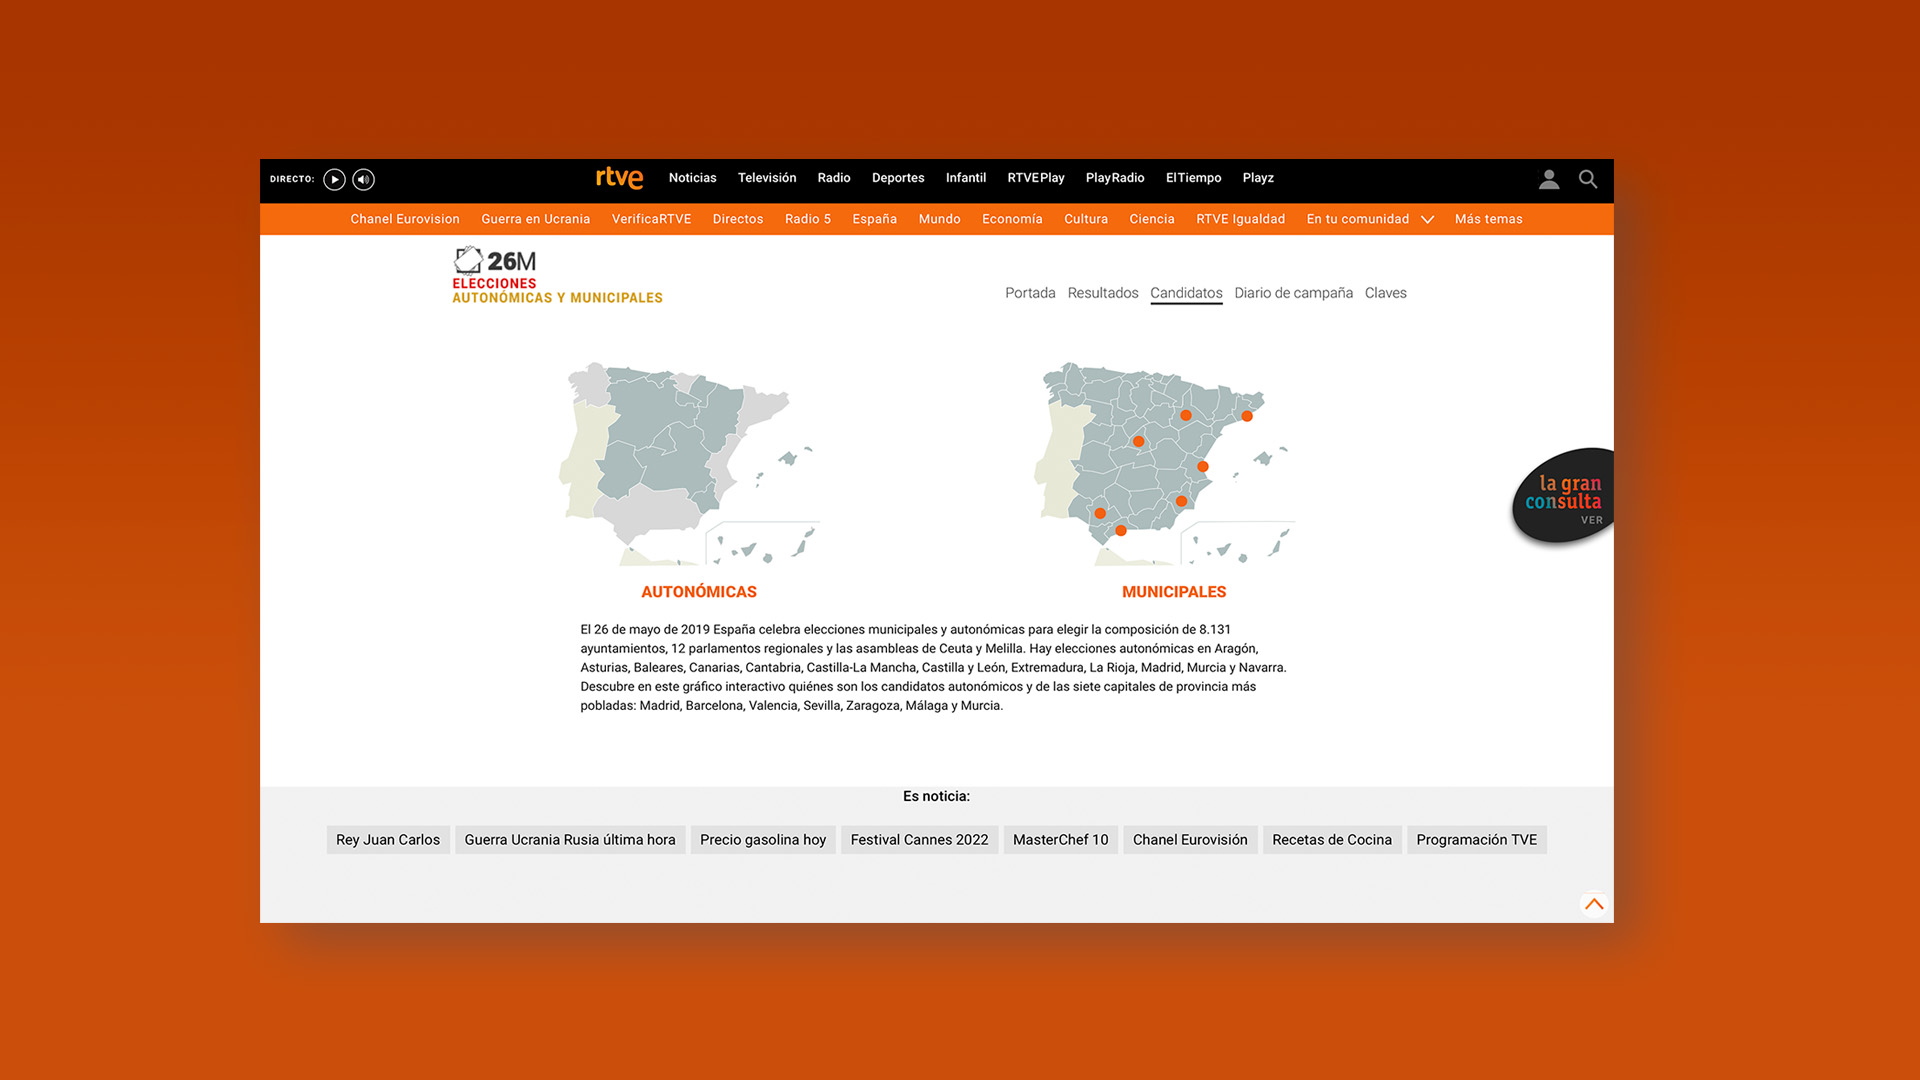 DIRECTO:
rtve
Noticias Televisión Radio Deportes Infantil RTVEPlay PlayRadio ElTiempo Playz
Chanel Eurovision Guerra en Ucrania VerificaRTVE Directos Radio 5 España Mundo Economía Cultura Ciencia RTVE Igualdad En tu comunidad Más temas
26M
ELECCIONES
AUTONÓMICAS Y MUNICIPALES
Portada Resultados Candidatos Diario de campaña Claves
la gran
consulta
VER
AUTONÓMICAS
MUNICIPALES
El 26 de mayo de 2019 España celebra elecciones municipales y autonómicas para elegir la composición de 8.131
ayuntamientos, 12 parlamentos regionales y las asambleas de Ceuta y Melilla. Hay elecciones autonómicas en Aragón,
Asturias, Baleares, Canarias, Cantabria, Castilla-La Mancha, Castilla y León, Extremadura, La Rioja, Madrid, Murcia y Navarra.
Descubre en este gráfico interactivo quiénes son los candidatos autonómicos y de las siete capitales de provincia más
pobladas: Madrid, Barcelona, Valencia, Sevilla, Zaragoza, Málaga y Murcia.
Es noticia:
Rey Juan Carlos Guerra Ucrania Rusia última hora Precio gasolina hoy Festival Cannes 2022 MasterChef 10 Chanel Eurovisión Recetas de Cocina Programación TVE